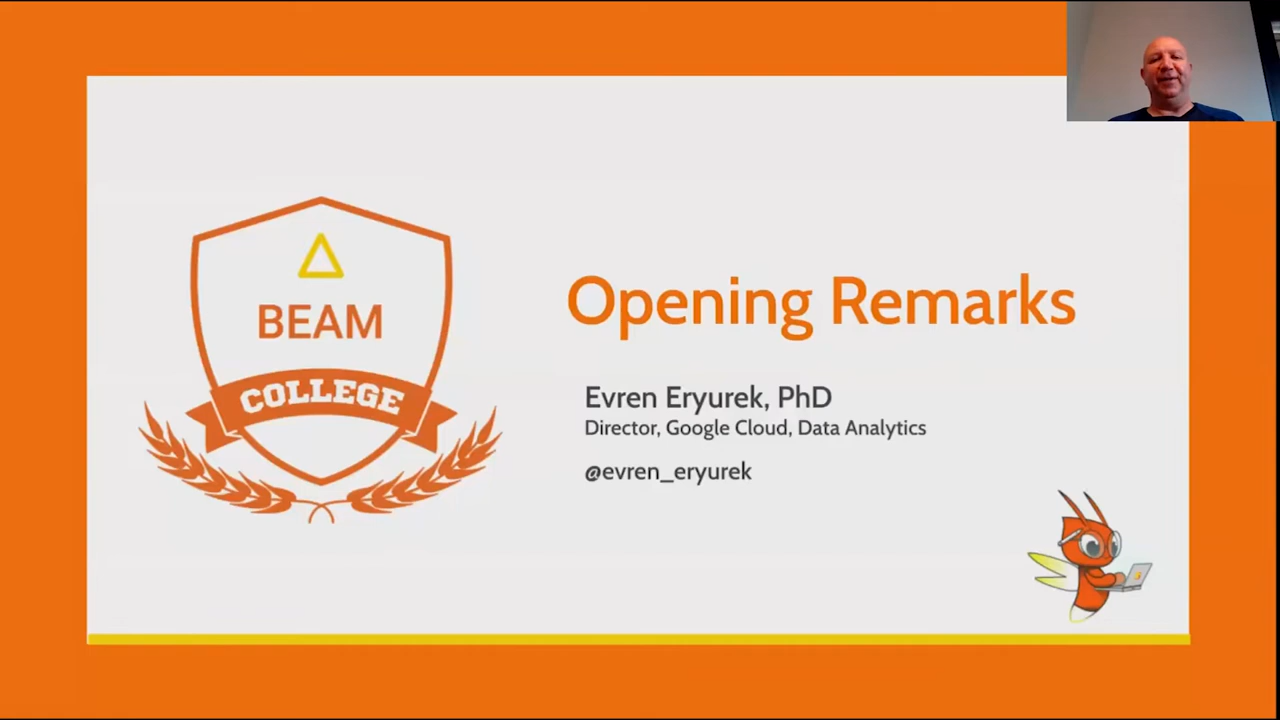 BEAM
COLLEGE
Opening Remarks
Evren Eryurek, PhD
Director, Google Cloud, Data Analytics
@evren_eryurek